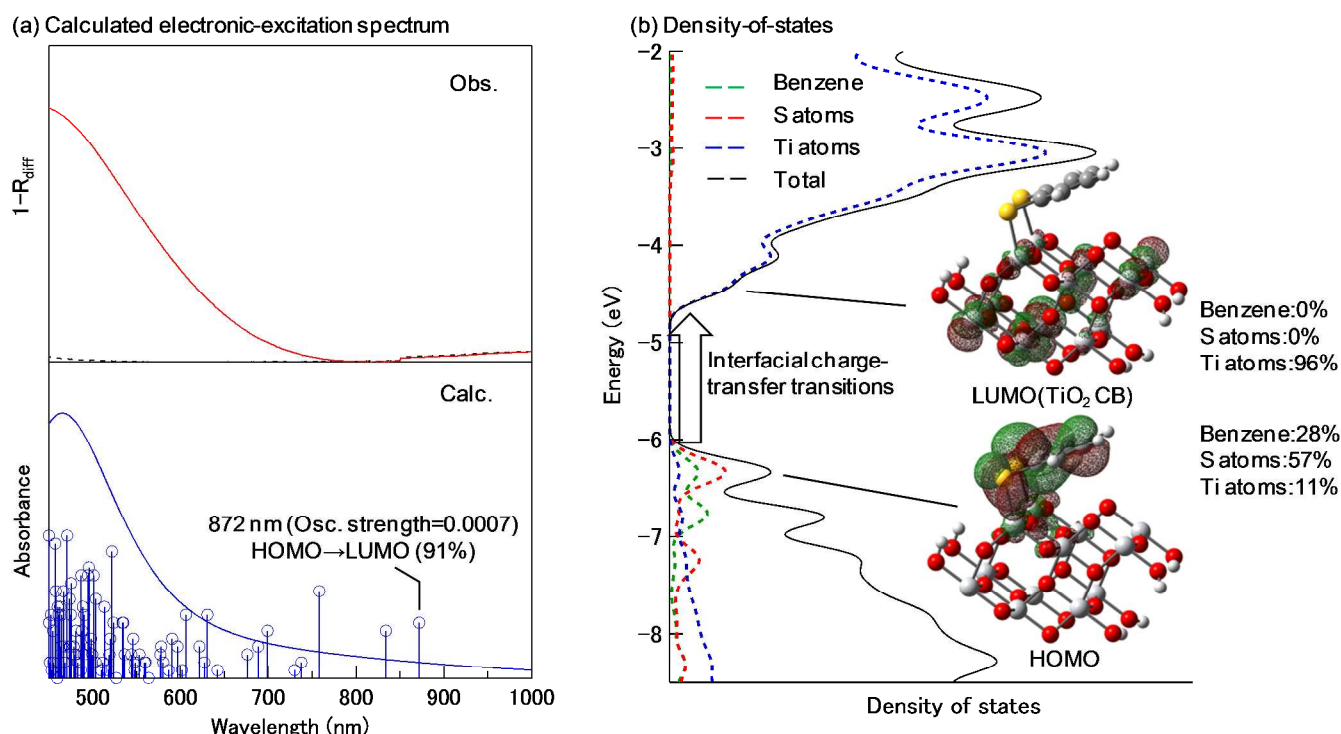 (a) Calculated electronic-excitation spectrum
Obs.
1−R_diff
Calc.
872 nm (Osc. strength=0.0007)
HOMO→LUMO (91%)
Absorbance
500
600
700
800
900
1000
Wavelength (nm)
(b) Density-of-states
−2
−3
−4
−5
−6
−7
−8
Energy (eV)
Benzene
S atoms
Ti atoms
Total
Interfacial charge-
transfer transitions
Benzene:0%
S atoms:0%
Ti atoms:96%
LUMO(TiO₂ CB)
Benzene:28%
S atoms:57%
Ti atoms:11%
HOMO
Density of states